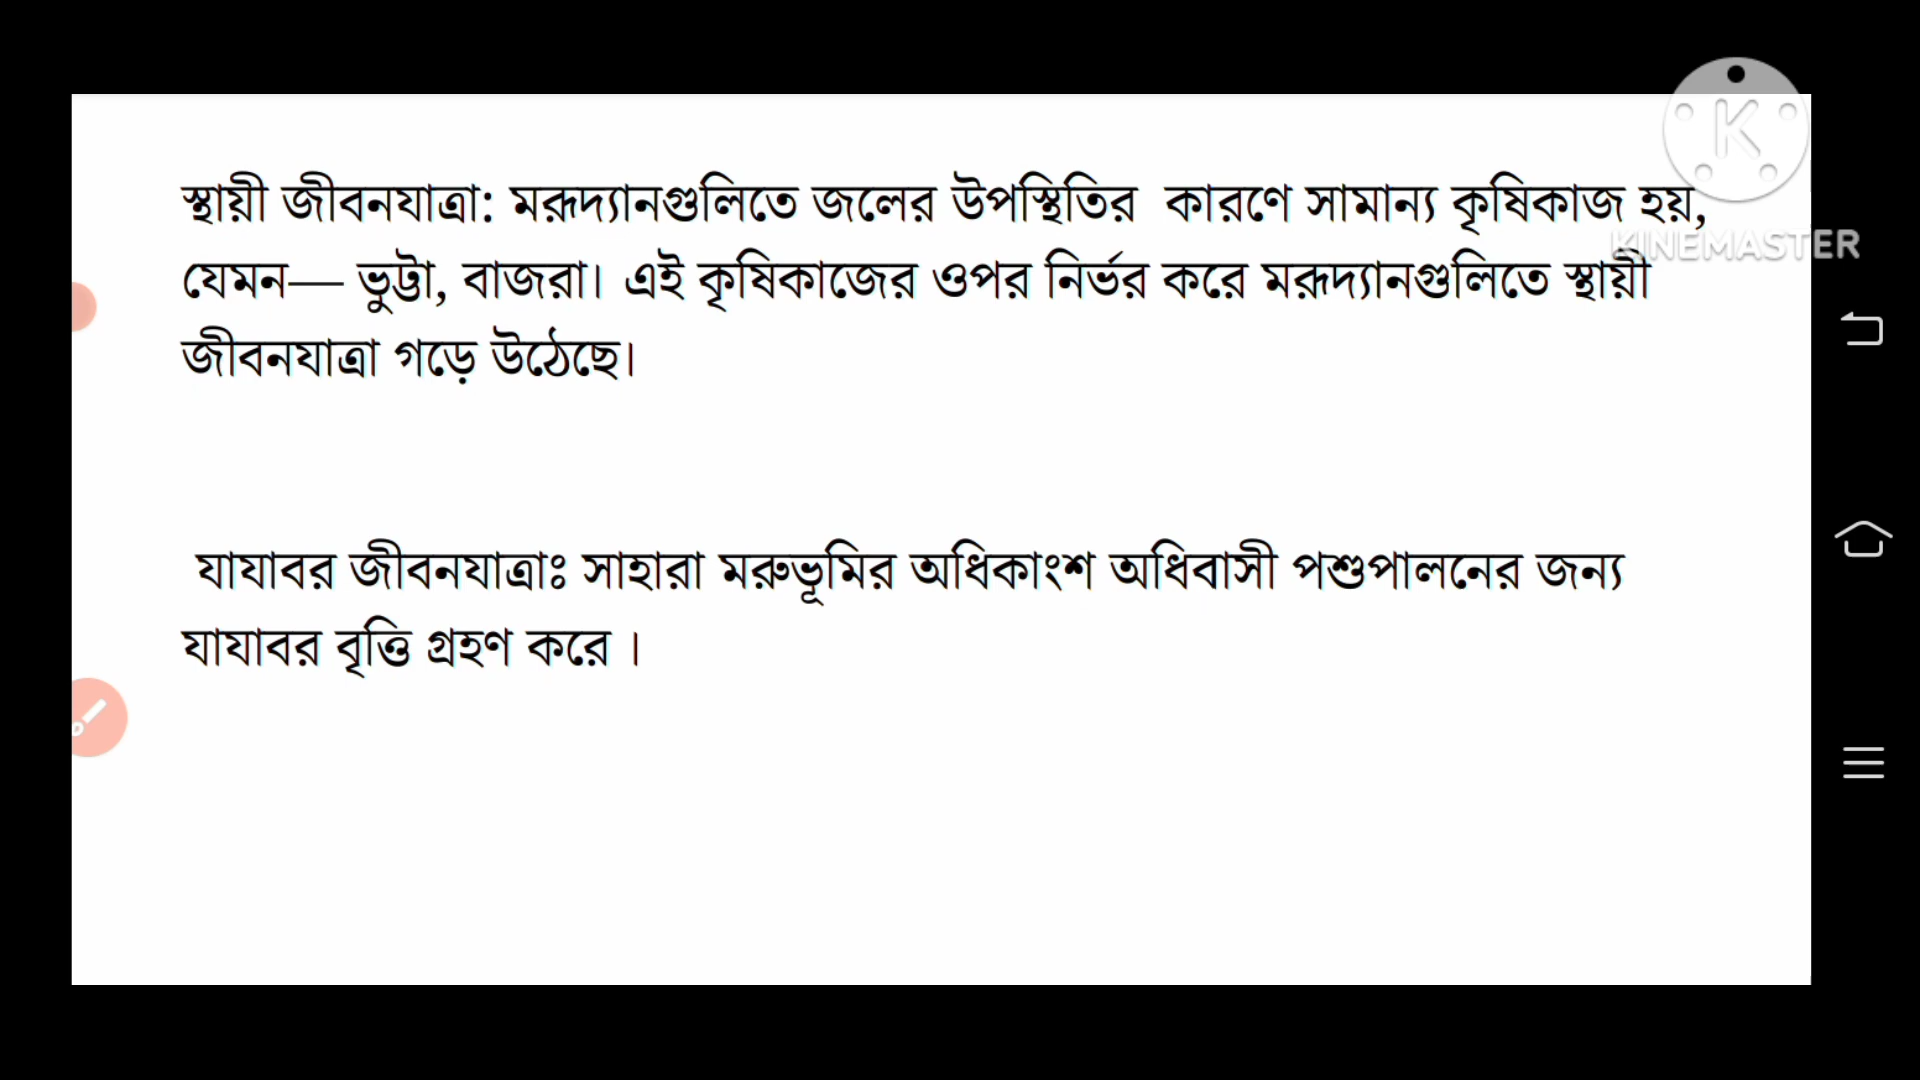 স্থায়ী জীবনযাত্রা: মরূদ্যানগুলিতে জলের উপস্থিতির কারণে সামান্য কৃষিকাজ হয়,
যেমন— ভুট্টা, বাজরা। এই কৃষিকাজের ওপর নির্ভর করে মরূদ্যানগুলিতে স্থায়ী
জীবনযাত্রা গড়ে উঠেছে।
যাযাবর জীবনযাত্রাঃ সাহারা মরুভূমির অধিকাংশ অধিবাসী পশুপালনের জন্য
যাযাবর বৃত্তি গ্রহণ করে ।
K
KINEMASTER